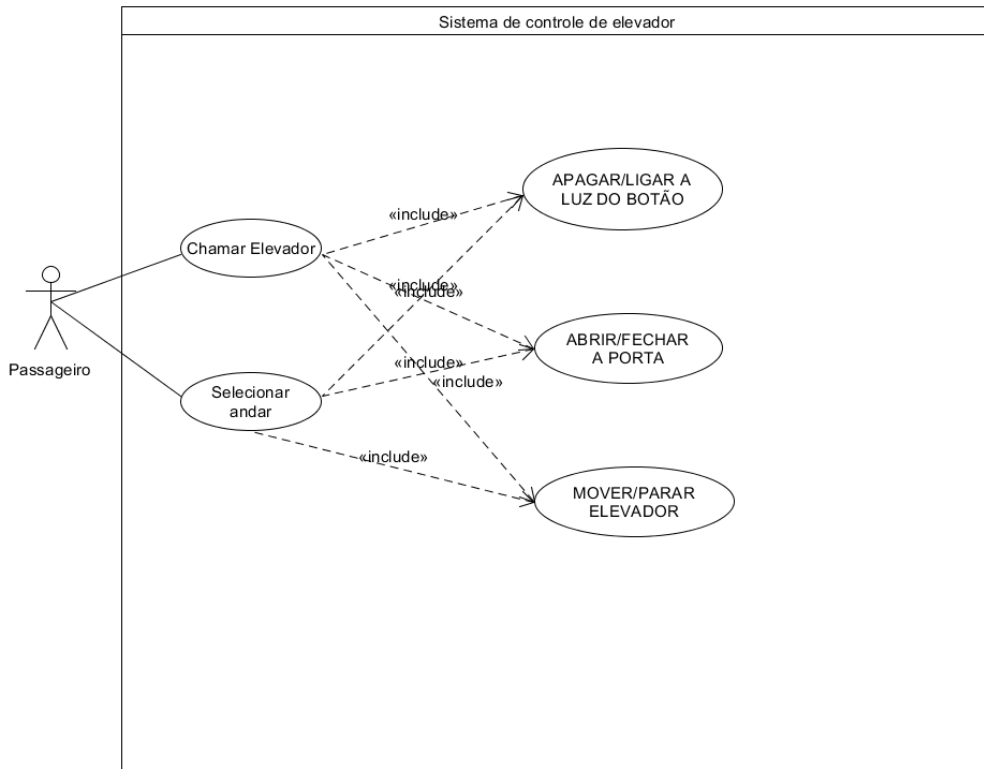 Sistema de controle de elevador
APAGAR/LIGAR A
LUZ DO BOTÃO
«include»
Chamar Elevador
«include»
«include»
ABRIR/FECHAR
A PORTA
Passageiro
«include»
«include»
Selecionar
andar
«include»
MOVER/PARAR
ELEVADOR